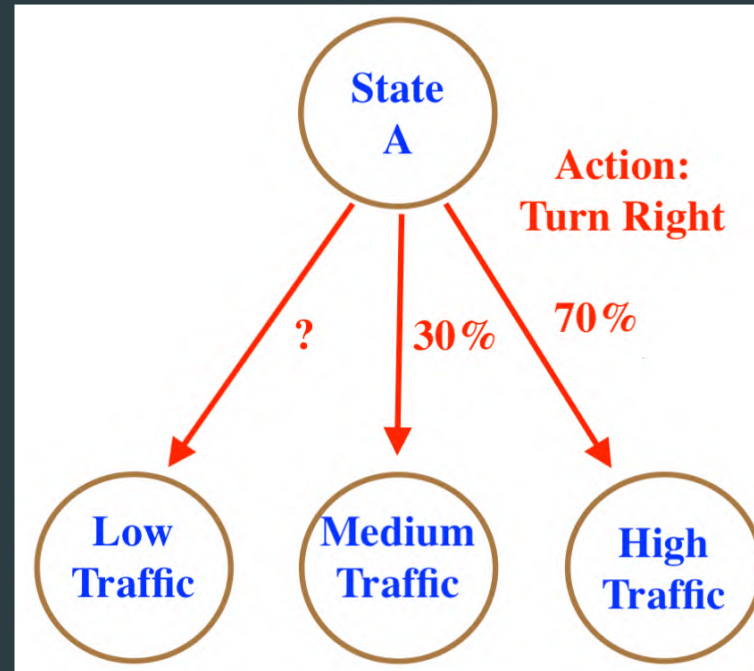 State
A
Action:
Turn Right
?
30%
70%
Low
Traffic
Medium
Traffic
High
Traffic